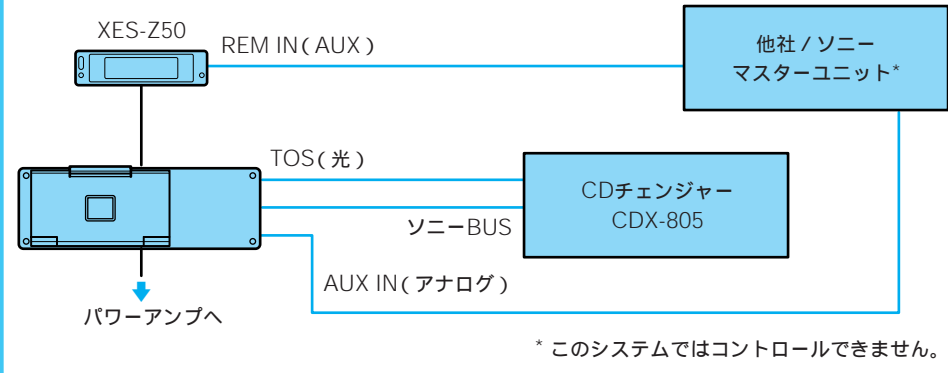 XES-Z50
REM IN(AUX)
他社/ソニー
マスターユニット*
TOS(光)
CDチェンジャー
CDX-805
ソニーBUS
AUX IN(アナログ)
パワーアンプへ
* このシステムではコントロールできません。